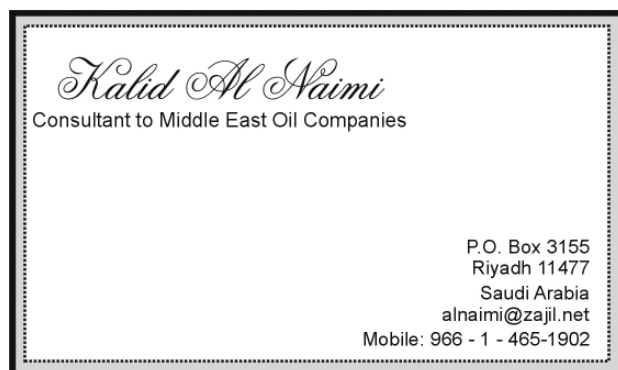 Kalid Al Naimi
Consultant to Middle East Oil Companies
P.O. Box 3155
Riyadh 11477
Saudi Arabia
alnaimi@zajil.net
Mobile: 966 - 1 - 465-1902